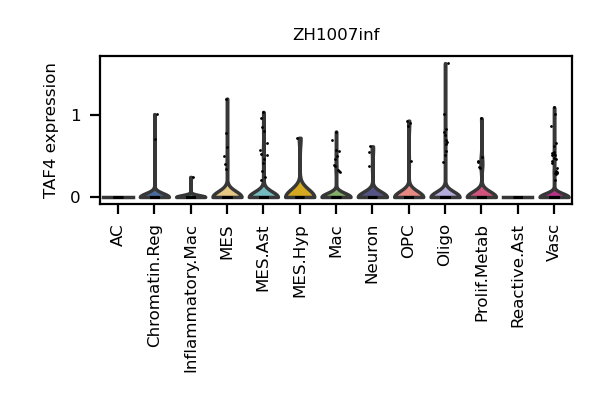 ZH1007inf
TAF4 expression
1
0
AC
Chromatin.Reg
Inflammatory.Mac
MES
MES.Ast
MES.Hyp
Mac
Neuron
OPC
Oligo
Prolif.Metab
Reactive.Ast
Vasc